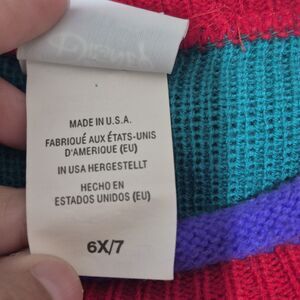 MADE IN U.S.A.
FABRIQUÉ AUX ÉTATS-UNIS
D'AMERIQUE (EU)
IN USA HERGESTELLT
HECHO EN
ESTADOS UNIDOS (EU)
6X/7